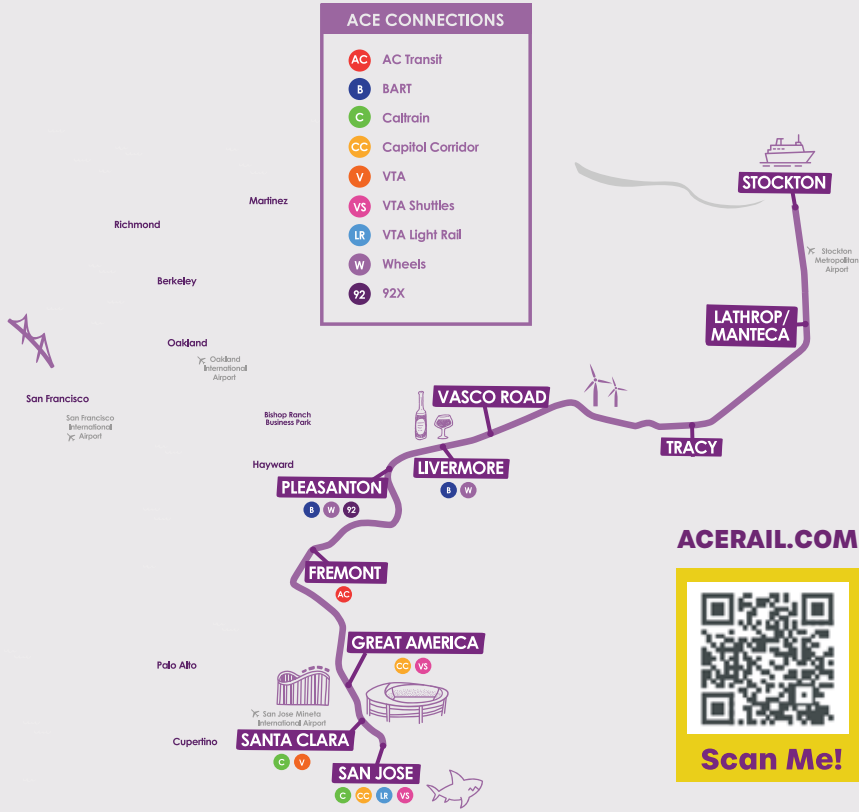 ACE CONNECTIONS
AC AC Transit
B BART
C Caltrain
CC Capitol Corridor
V VTA
VS VTA Shuttles
LR VTA Light Rail
W Wheels
92 92X
STOCKTON
Stockton
Metropolitan
Airport
Martinez
Richmond
Berkeley
Oakland
Oakland
International
Airport
San Francisco
San Francisco
International
Airport
LATHROP/
MANTECA
VASCO ROAD
Bishop Ranch
Business Park
TRACY
Hayward
LIVERMORE
B W
PLEASANTON
B W 92
FREMONT
AC
GREAT AMERICA
CC VS
Palo Alto
San Jose Mineta
International Airport
Cupertino
SANTA CLARA
C V
SAN JOSE
C CC LR VS
ACERAIL.COM
Scan Me!